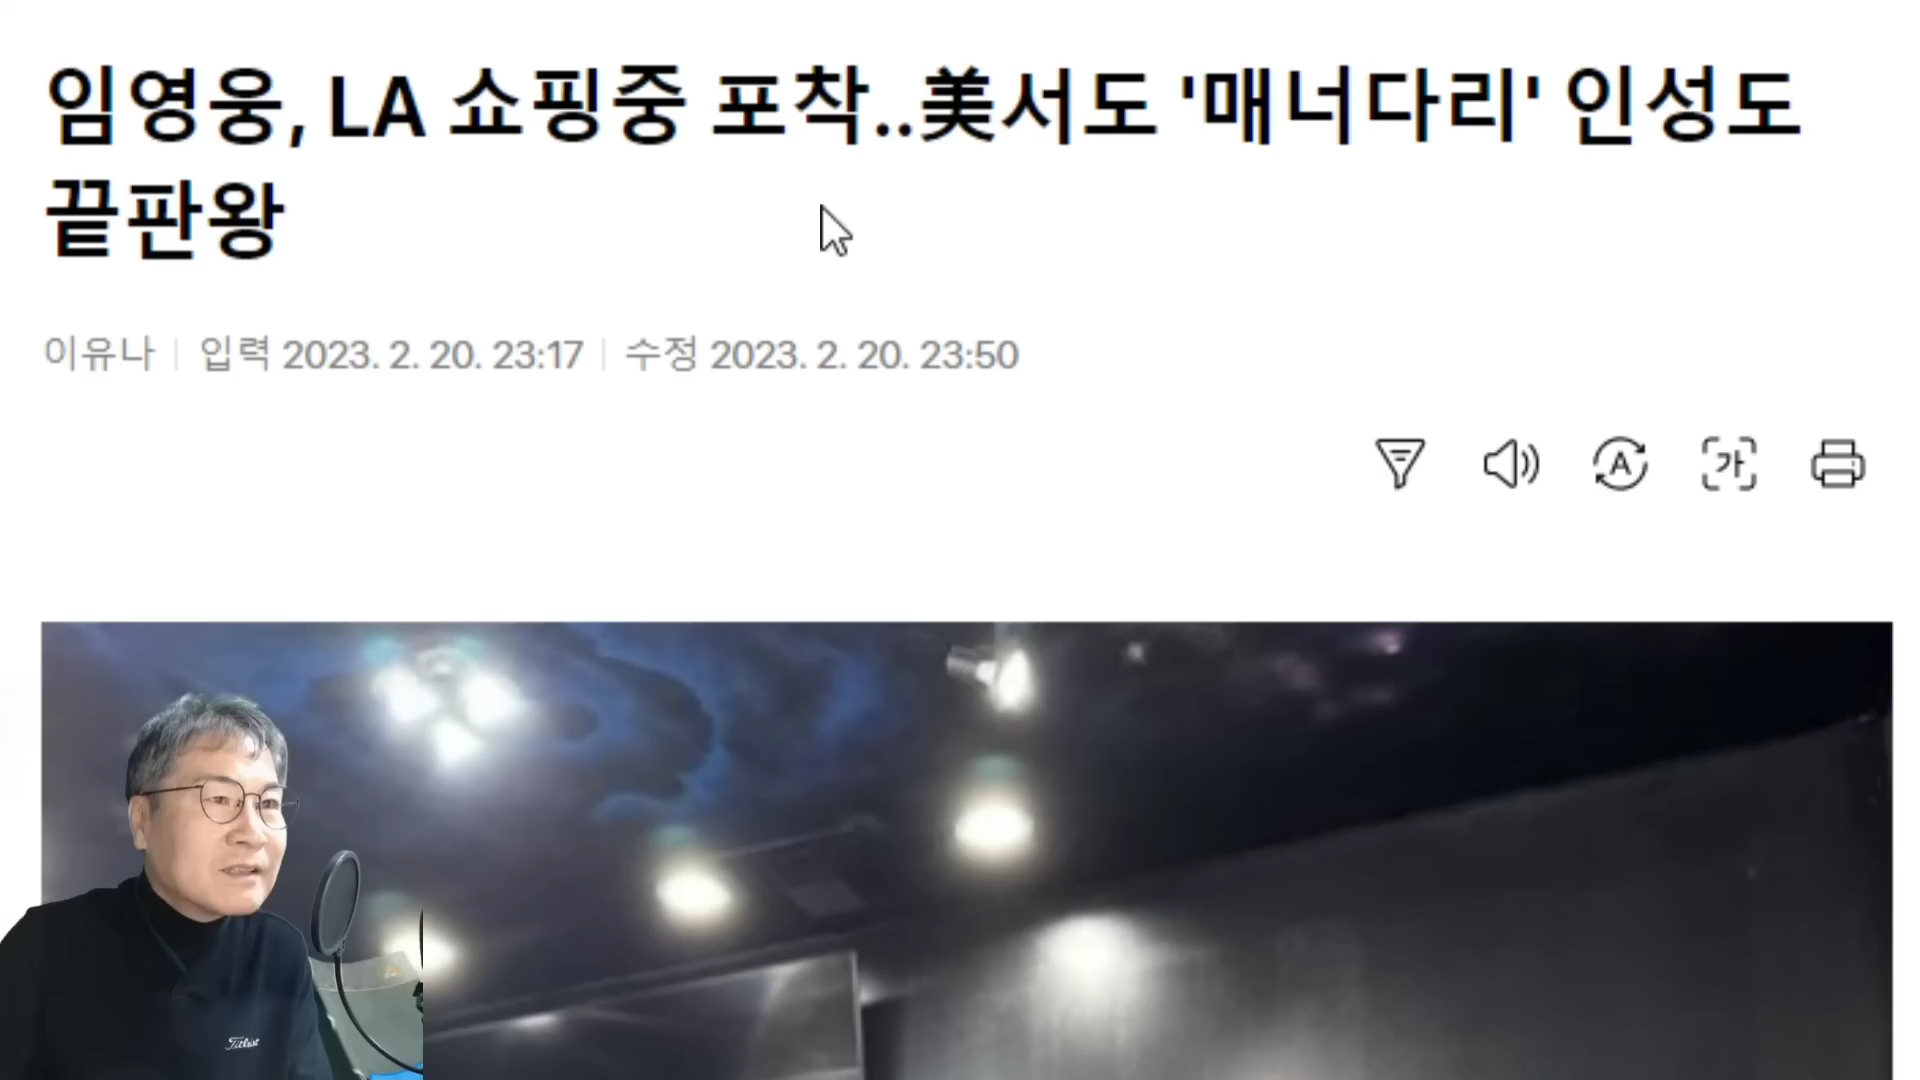 임영웅, LA 쇼핑중 포착..美서도 '매너다리' 인성도
끝판왕
이유나 | 입력 2023. 2. 20. 23:17 | 수정 2023. 2. 20. 23:50
A
가
Titleist